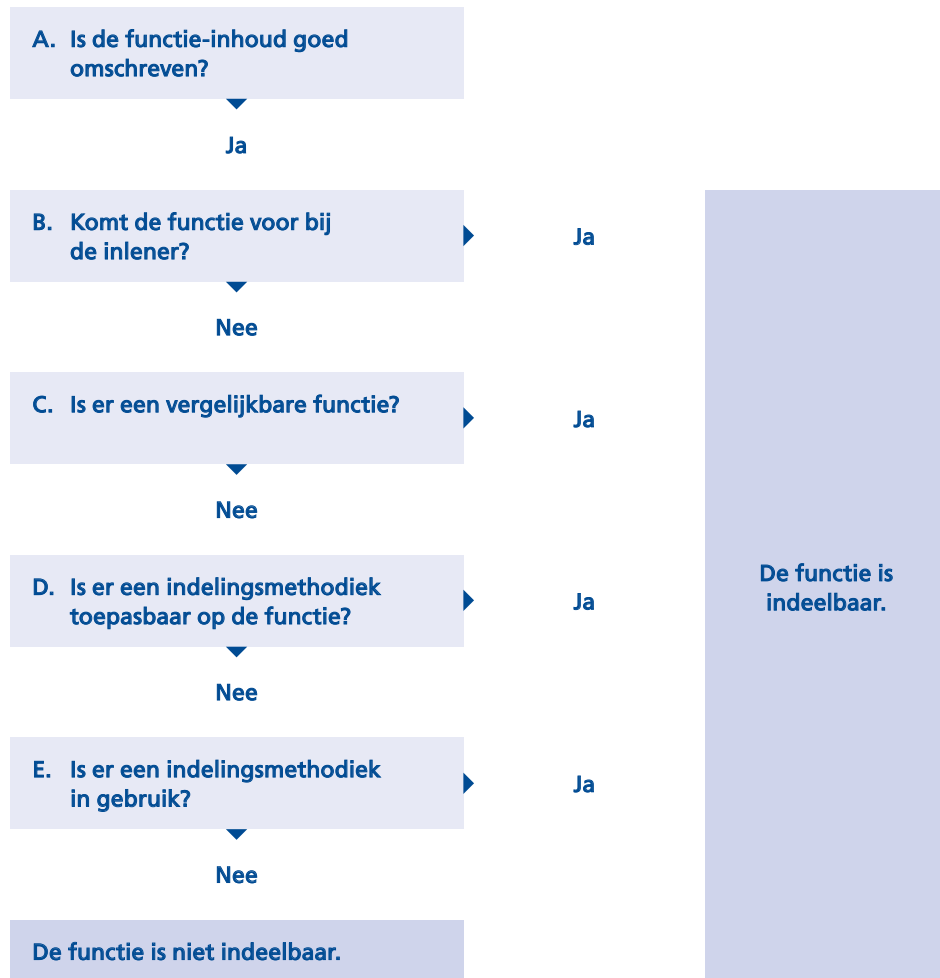 A. Is de functie-inhoud goed
omschreven?
Ja
B. Komt de functie voor bij
de inlener?
Ja
Nee
C. Is er een vergelijkbare functie?
Ja
Nee
D. Is er een indelingsmethodiek
toepasbaar op de functie?
Ja
Nee
E. Is er een indelingsmethodiek
in gebruik?
Ja
Nee
De functie is niet indeelbaar.
De functie is
indeelbaar.